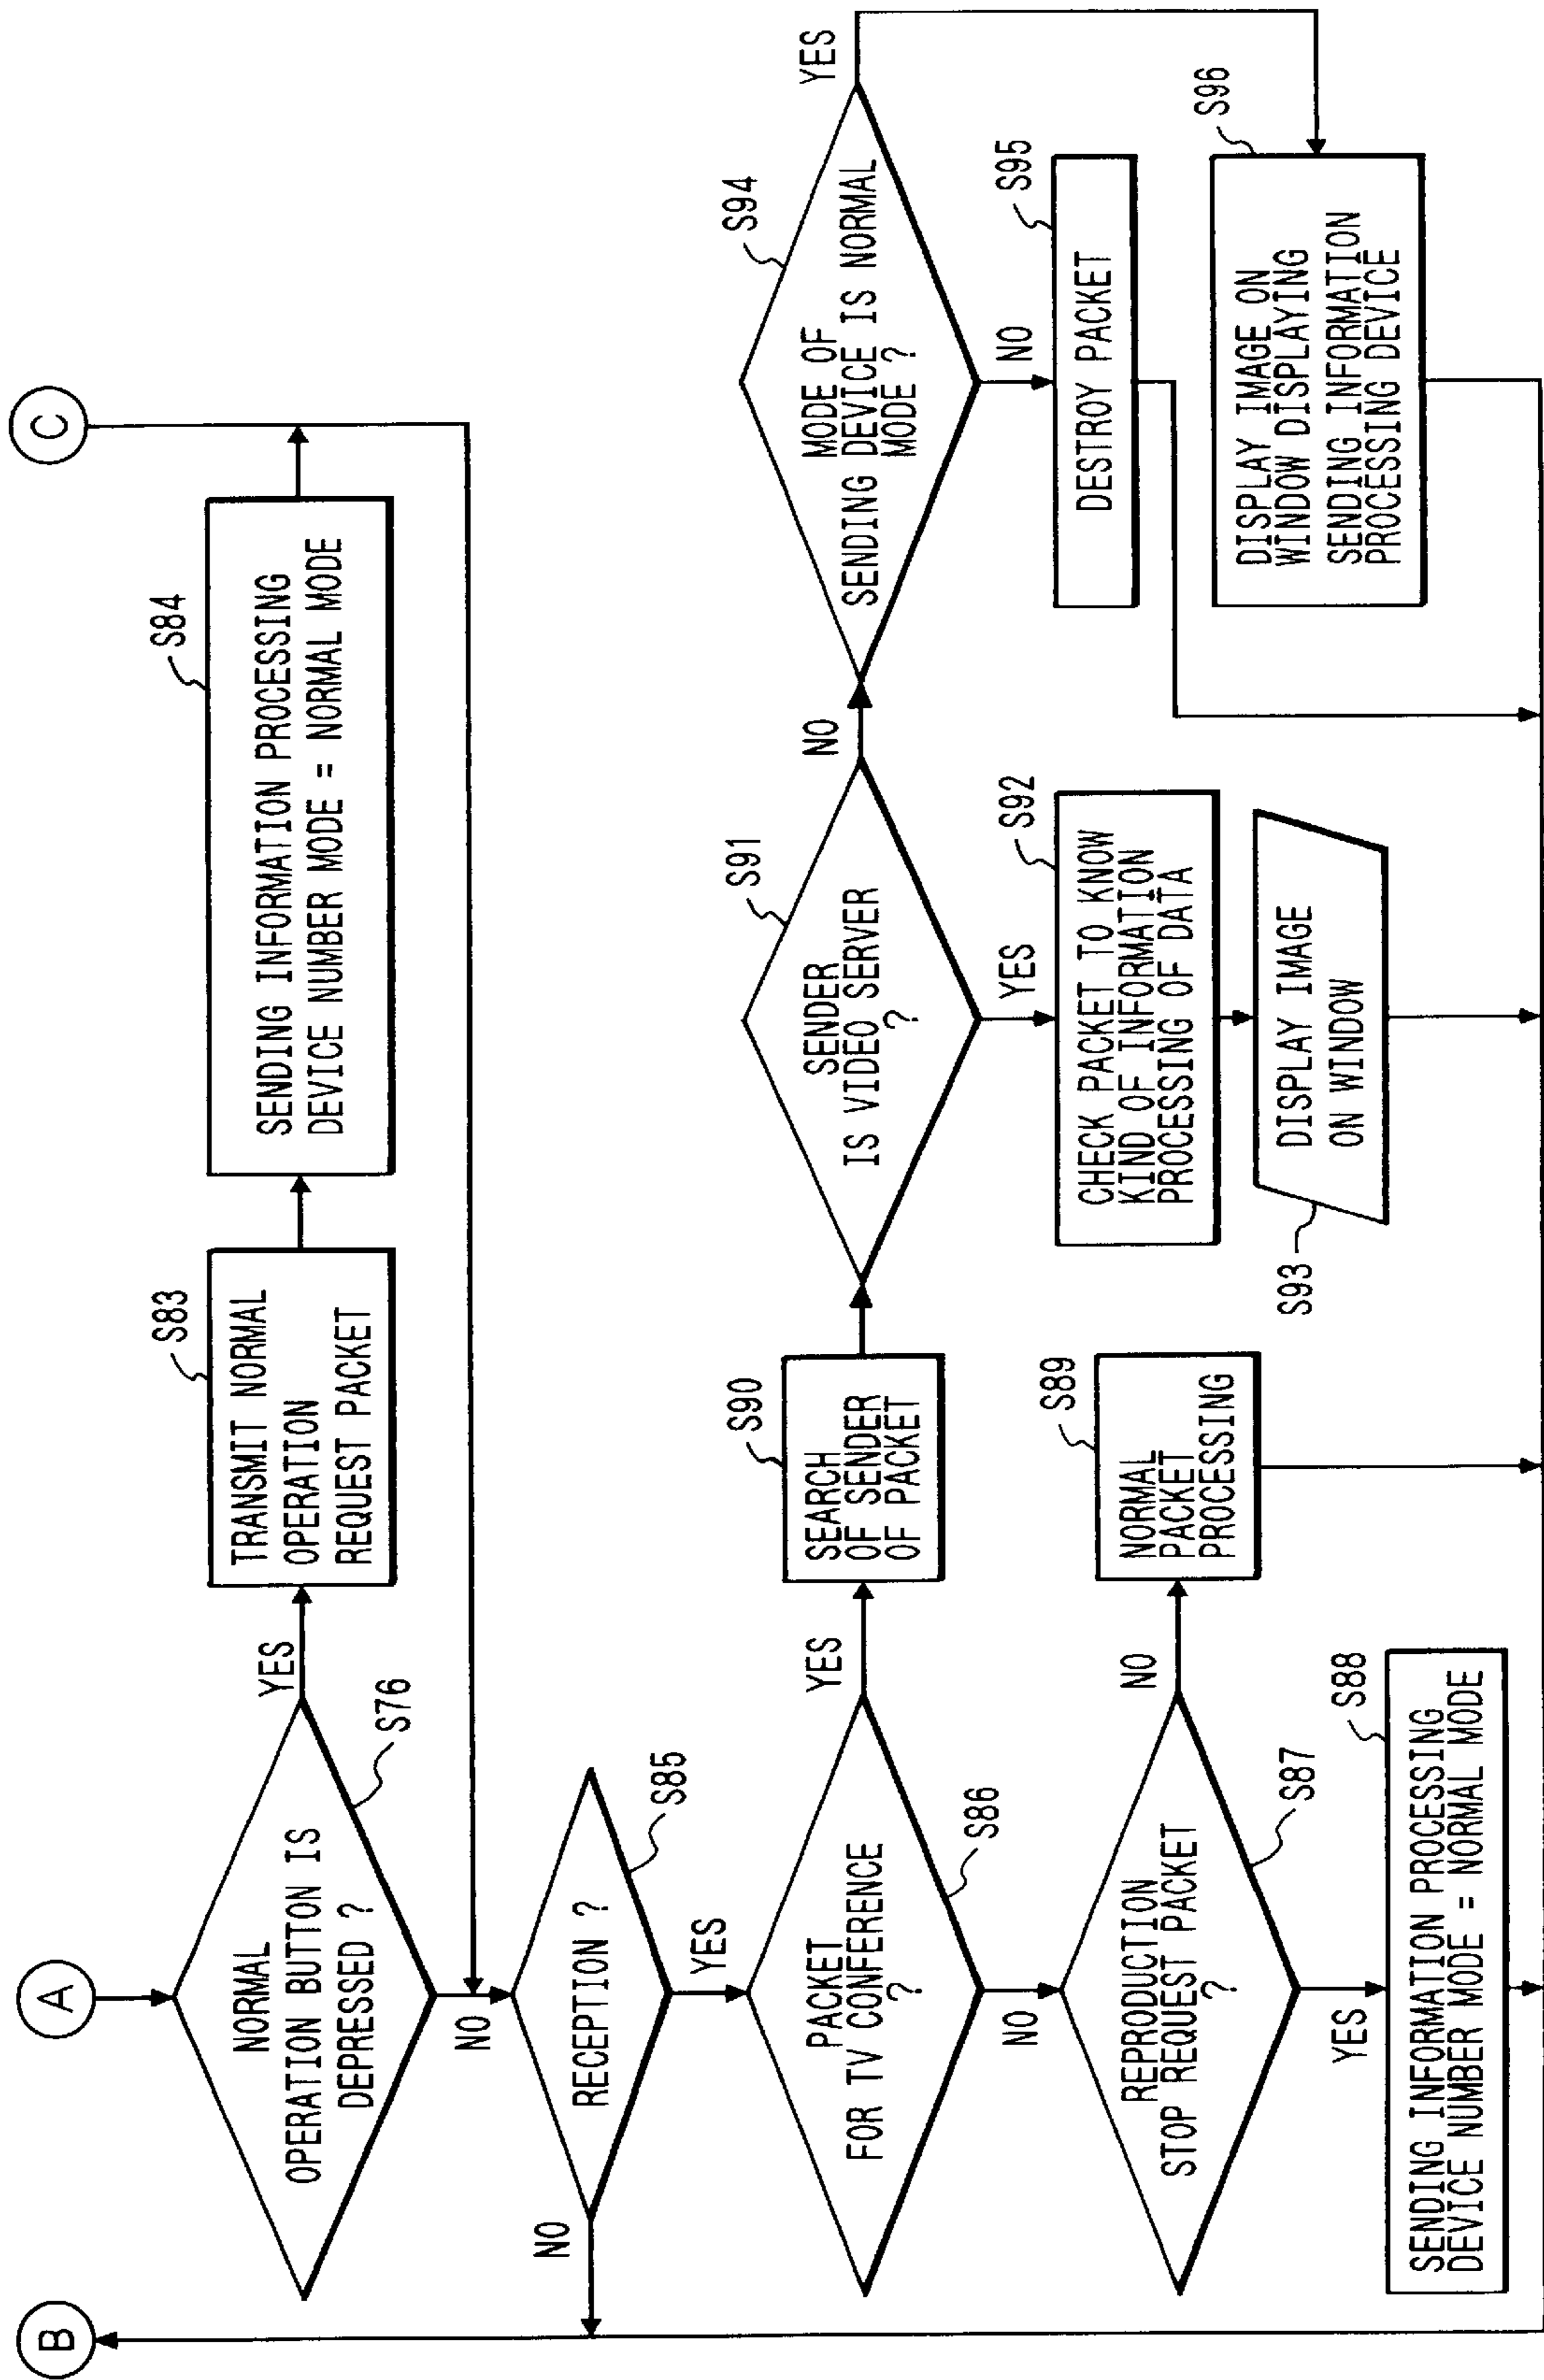 A
B
C
NORMAL
OPERATION BUTTON IS
DEPRESSED ?
S76
YES
NO
TRANSMIT NORMAL
OPERATION
REQUEST PACKET
S83
SENDING INFORMATION PROCESSING
DEVICE NUMBER MODE = NORMAL MODE
S84
RECEPTION ?
S85
NO
YES
PACKET
FOR TV CONFERENCE
?
S86
YES
NO
SEARCH
OF SENDER
OF PACKET
S90
SENDER
IS VIDEO SERVER
?
S91
NO
YES
MODE OF
SENDING DEVICE IS NORMAL
MODE ?
S94
YES
NO
REPRODUCTION
STOP REQUEST PACKET
?
S87
NO
YES
NORMAL
PACKET
PROCESSING
S89
CHECK PACKET TO KNOW
KIND OF INFORMATION
PROCESSING OF DATA
S92
DISPLAY IMAGE
ON WINDOW
S93
DESTROY PACKET
S95
DISPLAY IMAGE ON
WINDOW DISPLAYING
SENDING INFORMATION
PROCESSING DEVICE
S96
SENDING INFORMATION PROCESSING
DEVICE NUMBER MODE = NORMAL MODE
S88